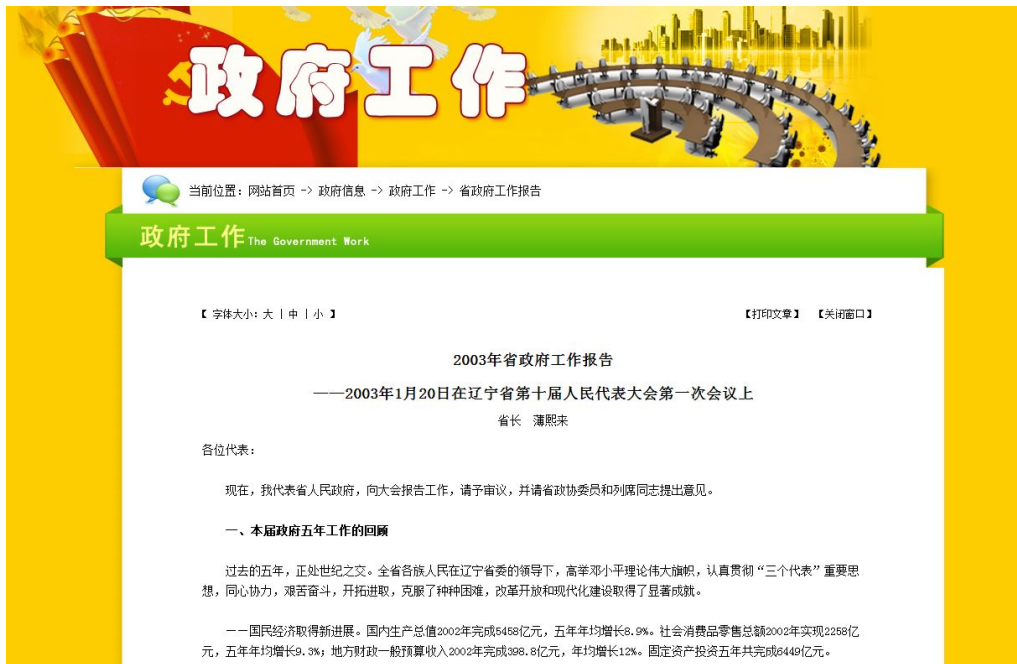 政府工作
当前位置：网站首页 -> 政府信息 -> 政府工作 -> 省政府工作报告
政府工作The Government Work
【 字体大小：大 | 中 | 小 】 【打印文章】 【关闭窗口】
2003年省政府工作报告
——2003年1月20日在辽宁省第十届人民代表大会第一次会议上
省长 薄熙来
各位代表：
现在，我代表省人民政府，向大会报告工作，请予审议，并请省政协委员和列席同志提出意见。
一、本届政府五年工作的回顾
过去的五年，正处世纪之交。全省各族人民在辽宁省委的领导下，高举邓小平理论伟大旗帜，认真贯彻“三个代表”重要思
想，同心协力，艰苦奋斗，开拓进取，克服了种种困难，改革开放和现代化建设取得了显著成就。
——国民经济取得新进展。国内生产总值2002年完成5458亿元，五年年均增长8.9%。社会消费品零售总额2002年实现2258亿
元，五年年均增长9.3%；地方财政一般预算收入2002年完成398.8亿元，年均增长12%。固定资产投资五年共完成6449亿元。